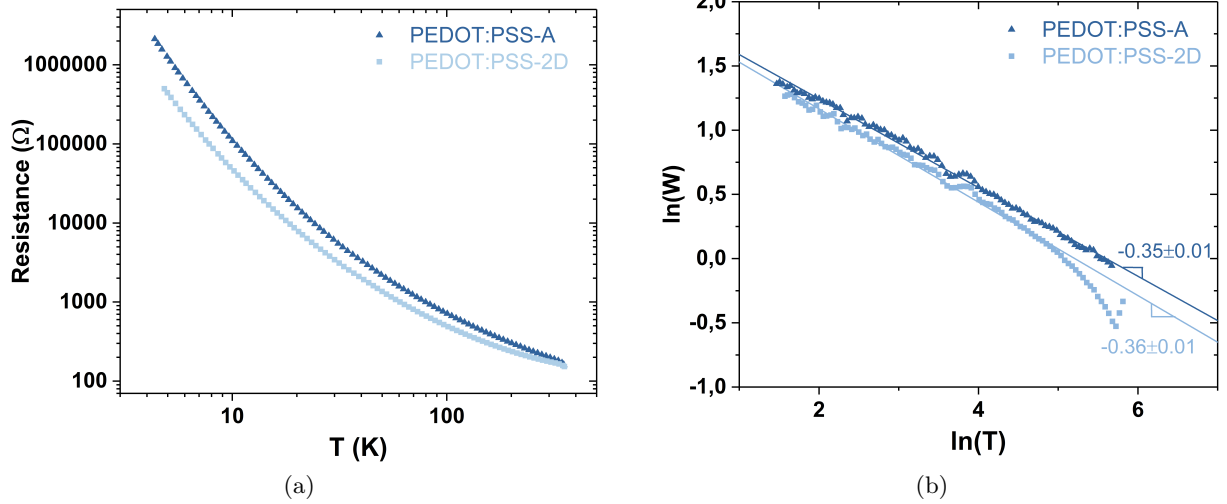 PEDOT:PSS-A
PEDOT:PSS-2D
1000000
100000
10000
1000
100
Resistance (Ω)
10
100
T (K)
(a)
2,0
1,5
1,0
0,5
0,0
-0,5
-1,0
ln(W)
PEDOT:PSS-A
PEDOT:PSS-2D
-0.35±0.01
-0.36±0.01
2
4
6
ln(T)
(b)